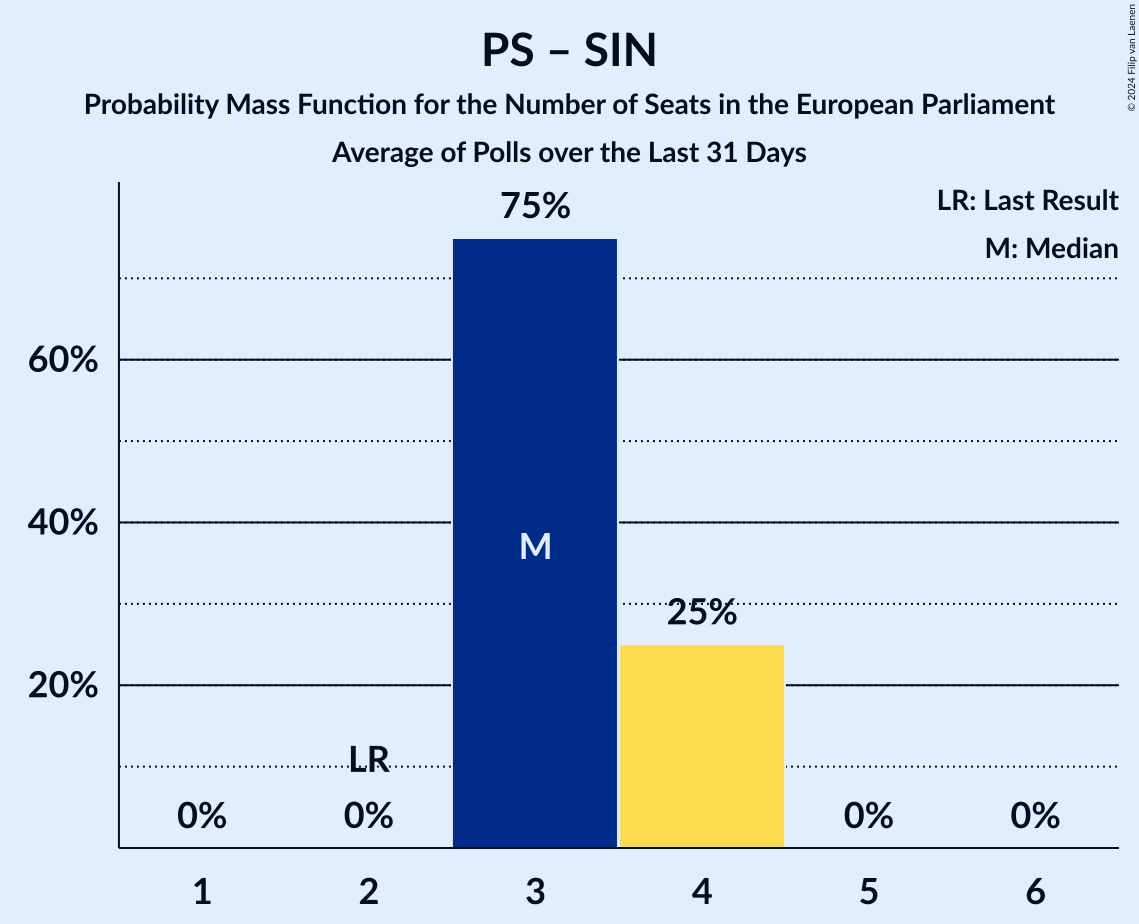 PS – SIN
Probability Mass Function for the Number of Seats in the European Parliament
Average of Polls over the Last 31 Days
© 2024 Filip van Laenen
LR: Last Result
M: Median
75%
60%
40%
M
25%
20%
LR
0%
0%
0%
0%
1
2
3
4
5
6